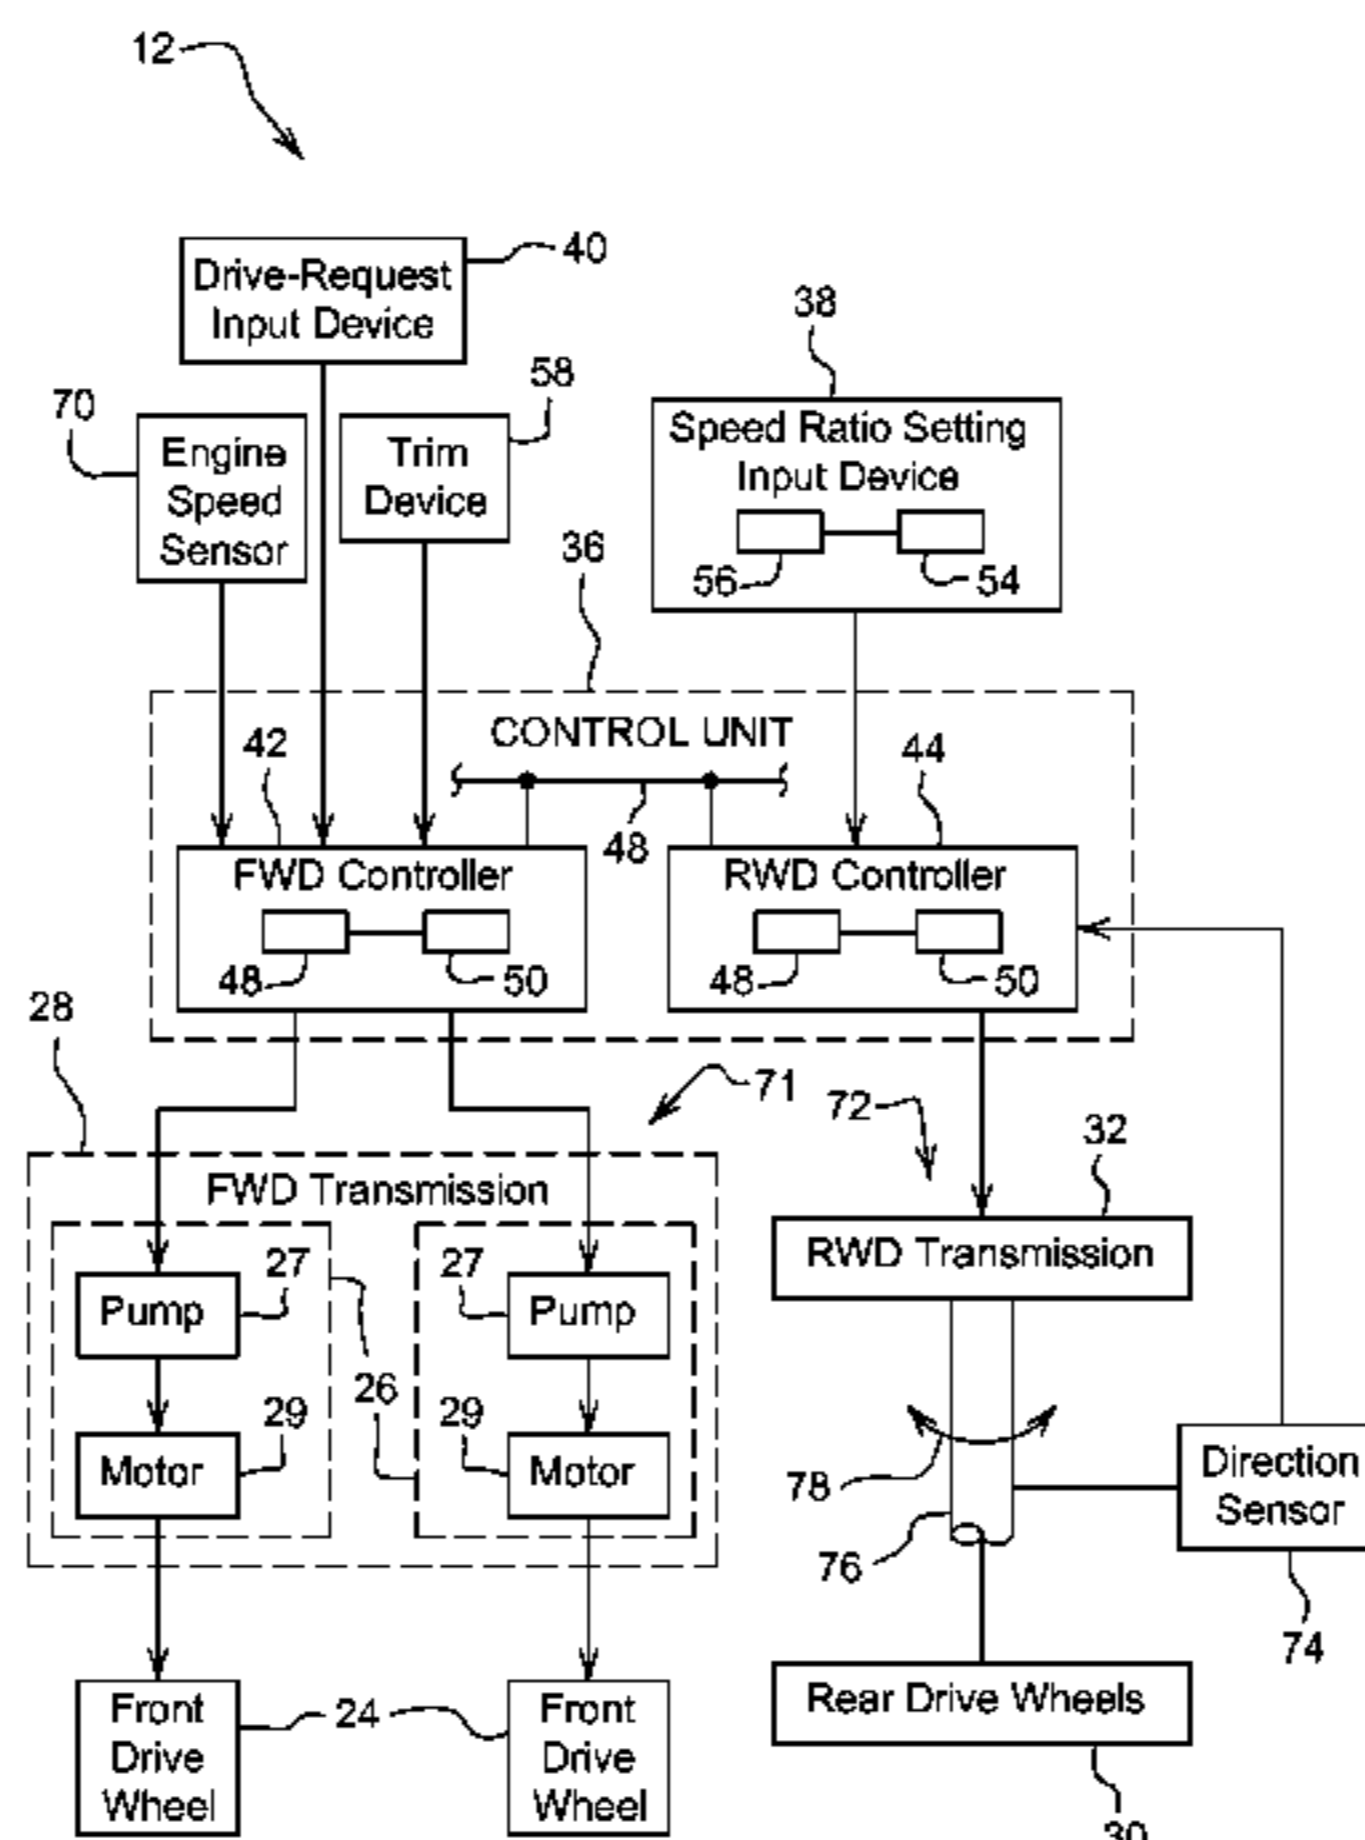 12
Drive-Request
Input Device
40
38
70
Engine
Speed
Sensor
Trim
Device
58
Speed Ratio Setting
Input Device
56
54
36
CONTROL UNIT
42
44
48
FWD Controller
48
50
RWD Controller
48
50
28
71
72
32
FWD Transmission
RWD Transmission
Pump
27
27
Pump
26
Motor
29
29
Motor
78
76
Direction
Sensor
74
Front
Drive
Wheel
24
Front
Drive
Wheel
Rear Drive Wheels
30